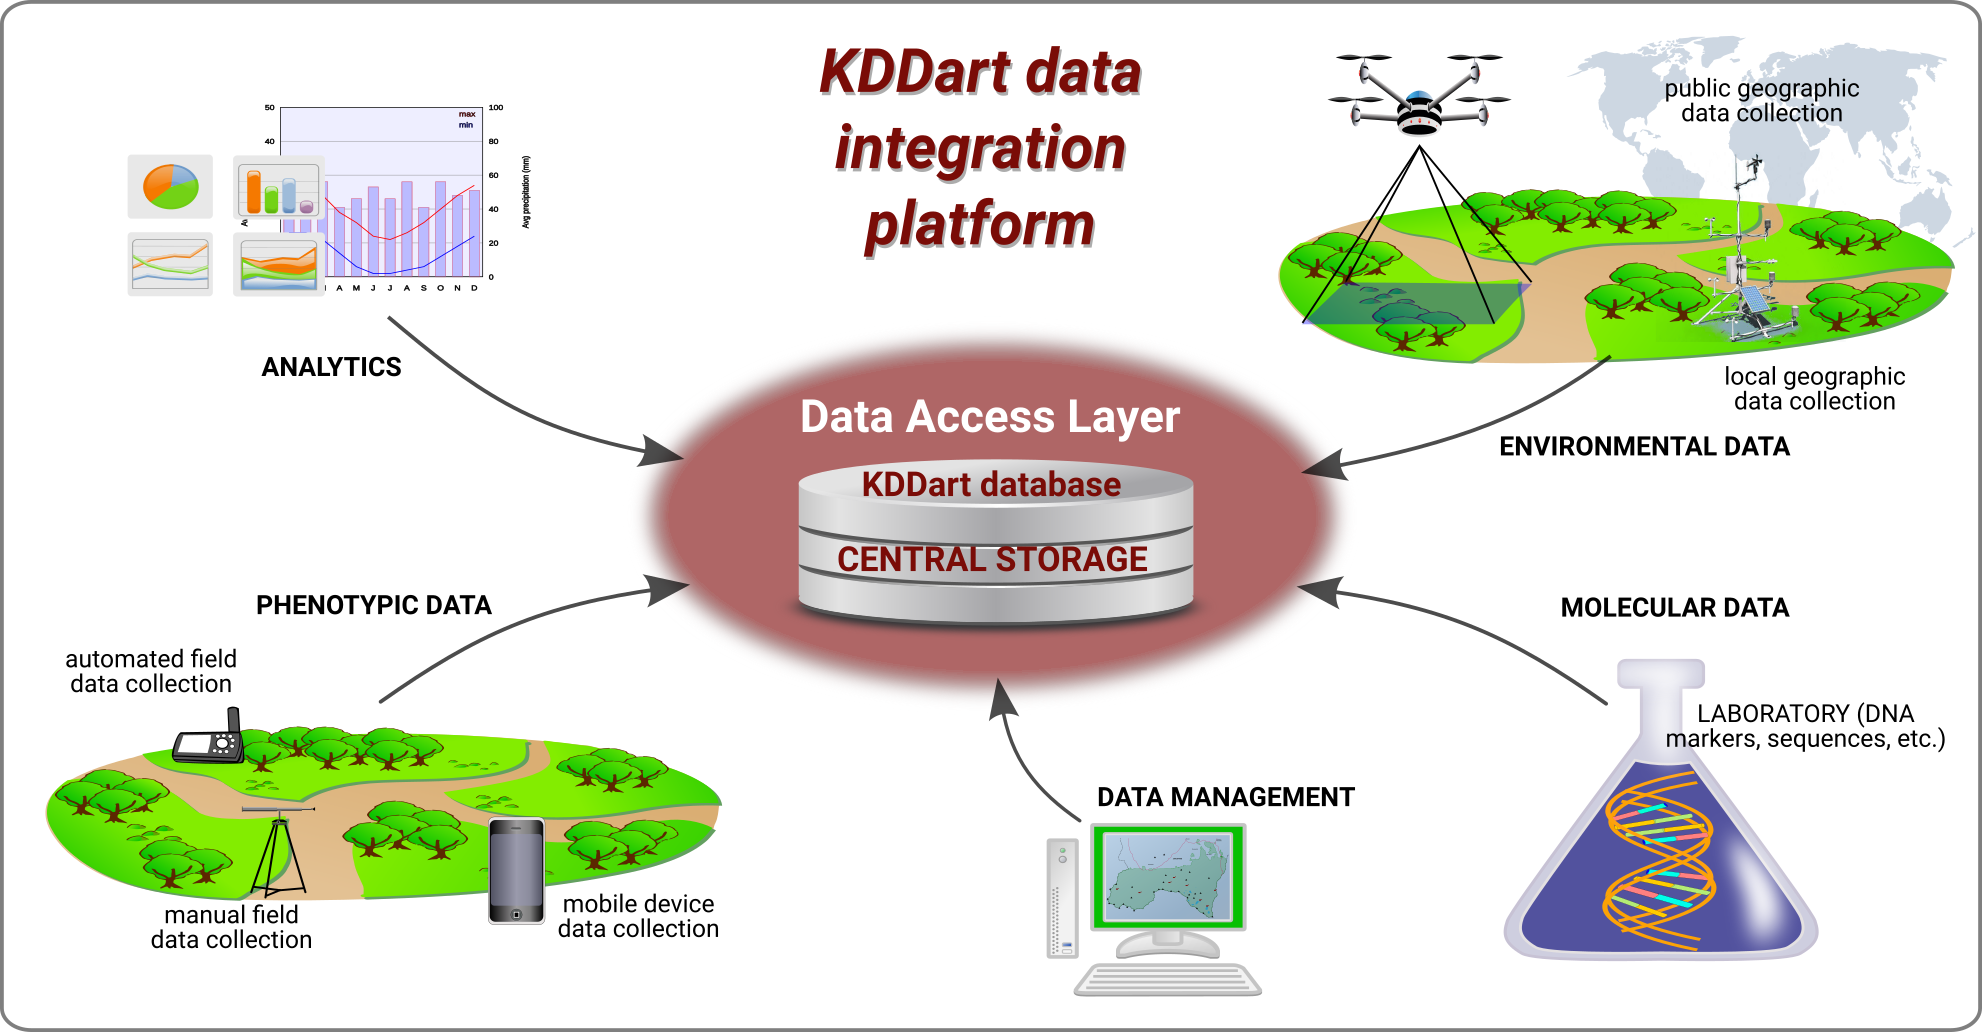 KDDart data
integration
platform
50
40
100
80
60
40
20
0
max
min
Avg precipitation (mm)
A M J J A S O N D
ANALYTICS
public geographic
data collection
local geographic
data collection
ENVIRONMENTAL DATA
Data Access Layer
KDDart database
CENTRAL STORAGE
PHENOTYPIC DATA
automated field
data collection
manual field
data collection
mobile device
data collection
DATA MANAGEMENT
MOLECULAR DATA
LABORATORY (DNA
markers, sequences, etc.)